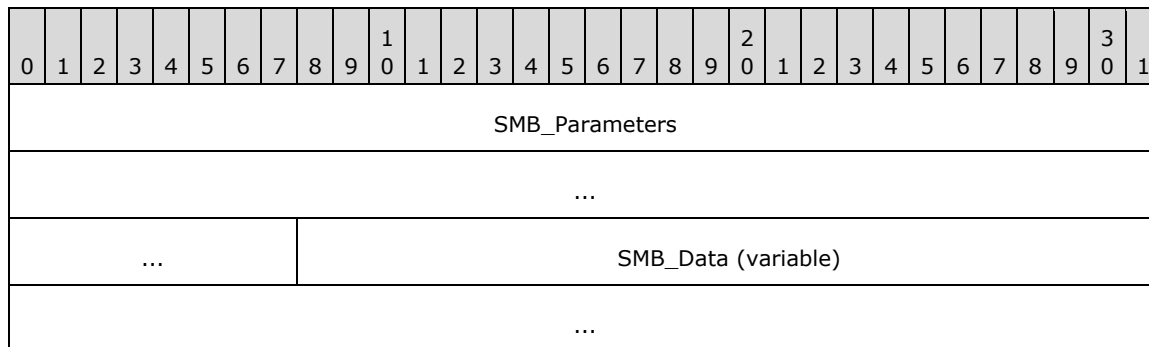 1 2 3
0 1 2 3 4 5 6 7 8 9 0 1 2 3 4 5 6 7 8 9 0 1 2 3 4 5 6 7 8 9 0 1
SMB_Parameters
...
... SMB_Data (variable)
...